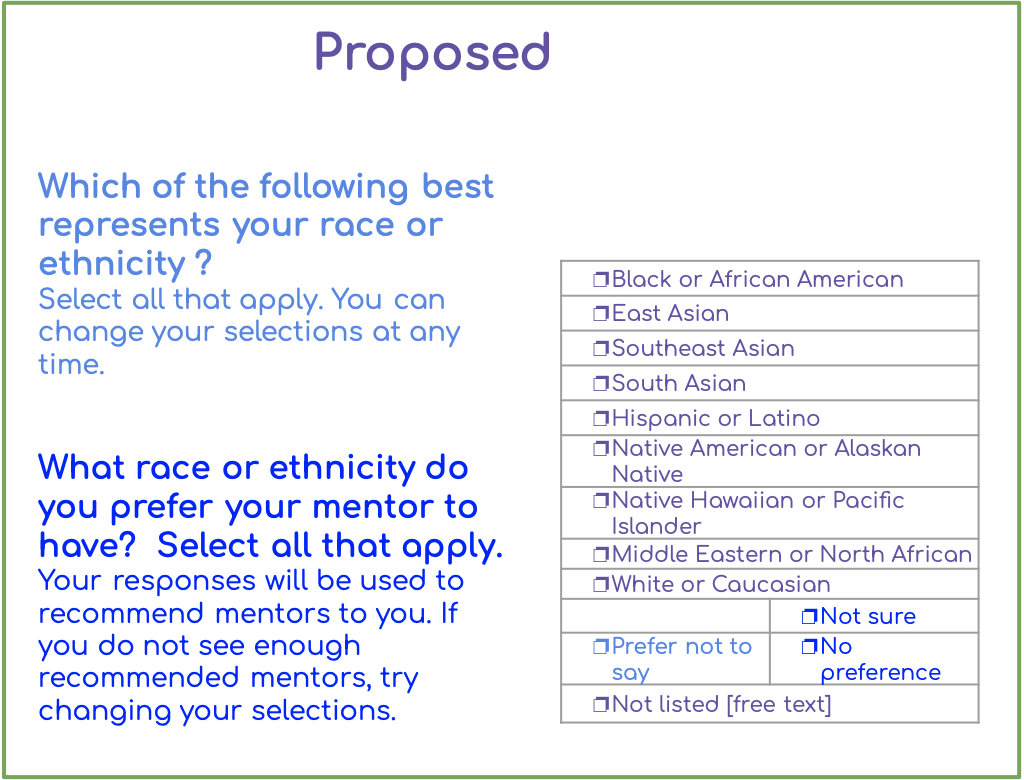 Proposed
Which of the following best
represents your race or
ethnicity ?
Select all that apply. You can
change your selections at any
time.
What race or ethnicity do
you prefer your mentor to
have?  Select all that apply.
Your responses will be used to
recommend mentors to you. If
you do not see enough
recommended mentors, try
changing your selections.
❒Black or African American
❒East Asian
❒Southeast Asian
❒South Asian
❒Hispanic or Latino
❒Native American or Alaskan
Native
❒Native Hawaiian or Pacific
Islander
❒Middle Eastern or North African
❒White or Caucasian
❒Not sure
❒Prefer not to
say
❒No
preference
❒Not listed [free text]